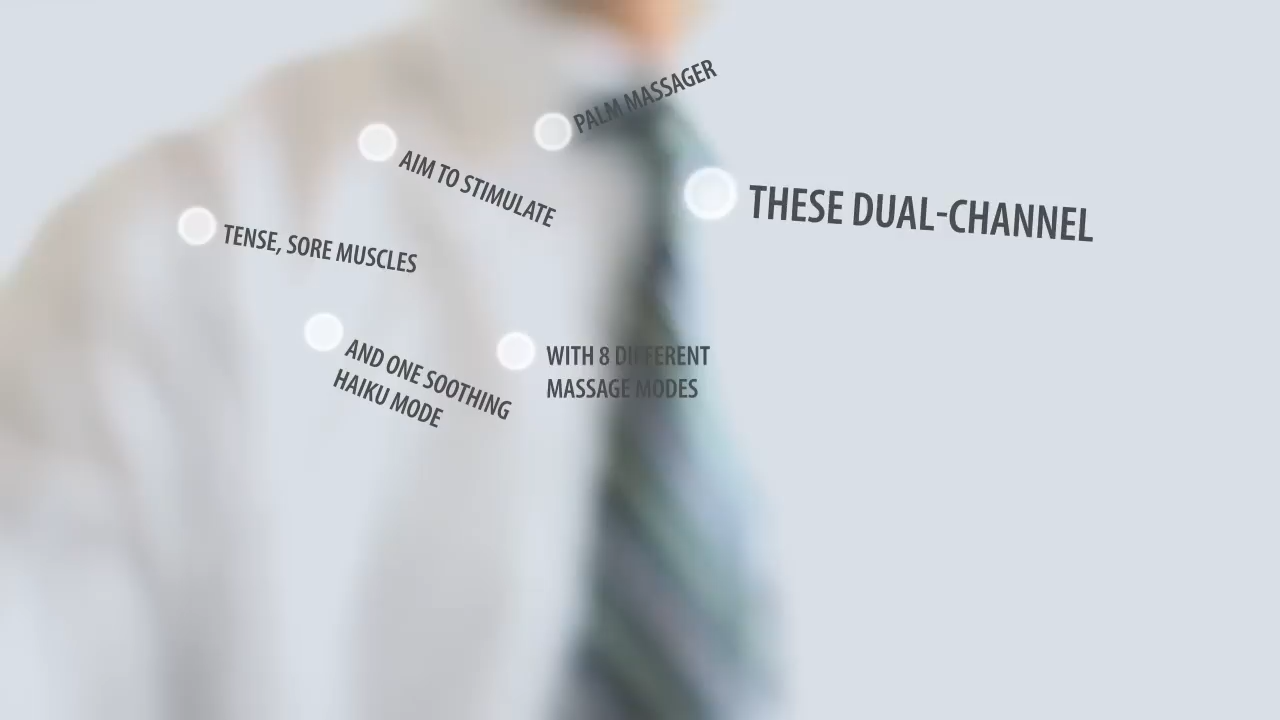 THESE DUAL-CHANNEL
PALM MASSAGER
AIM TO STIMULATE
TENSE, SORE MUSCLES
WITH 8 DIFFERENT
MASSAGE MODES
AND ONE SOOTHING
HAIKU MODE